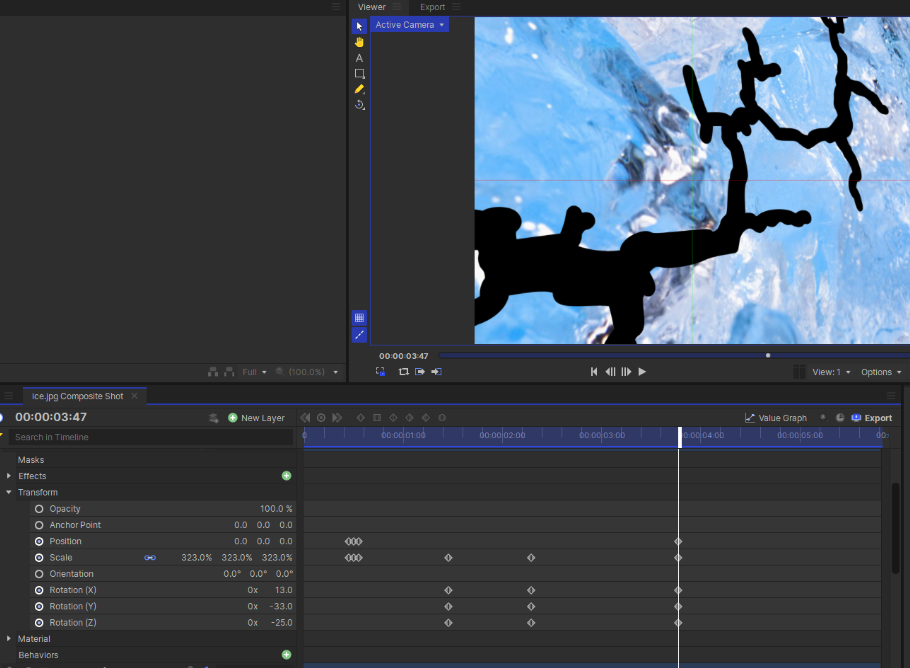 Viewer
Export
Active Camera
A
00:00:03:47
Full
(100.0%)
View: 1
Options
ice.jpg Composite Shot
00:00:03:47
New Layer
Value Graph
Export
Search in Timeline
0
00:00:01:00
00:00:02:00
00:00:03:00
00:00:04:00
00:00:05:00
Masks
Effects
Transform
Opacity 100.0 %
Anchor Point 0.0 0.0 0.0
Position 0.0 0.0 0.0
Scale 323.0% 323.0% 323.0%
Orientation 0.0° 0.0° 0.0°
Rotation (X) 0x 13.0
Rotation (Y) 0x -33.0
Rotation (Z) 0x -25.0
Material
Behaviors